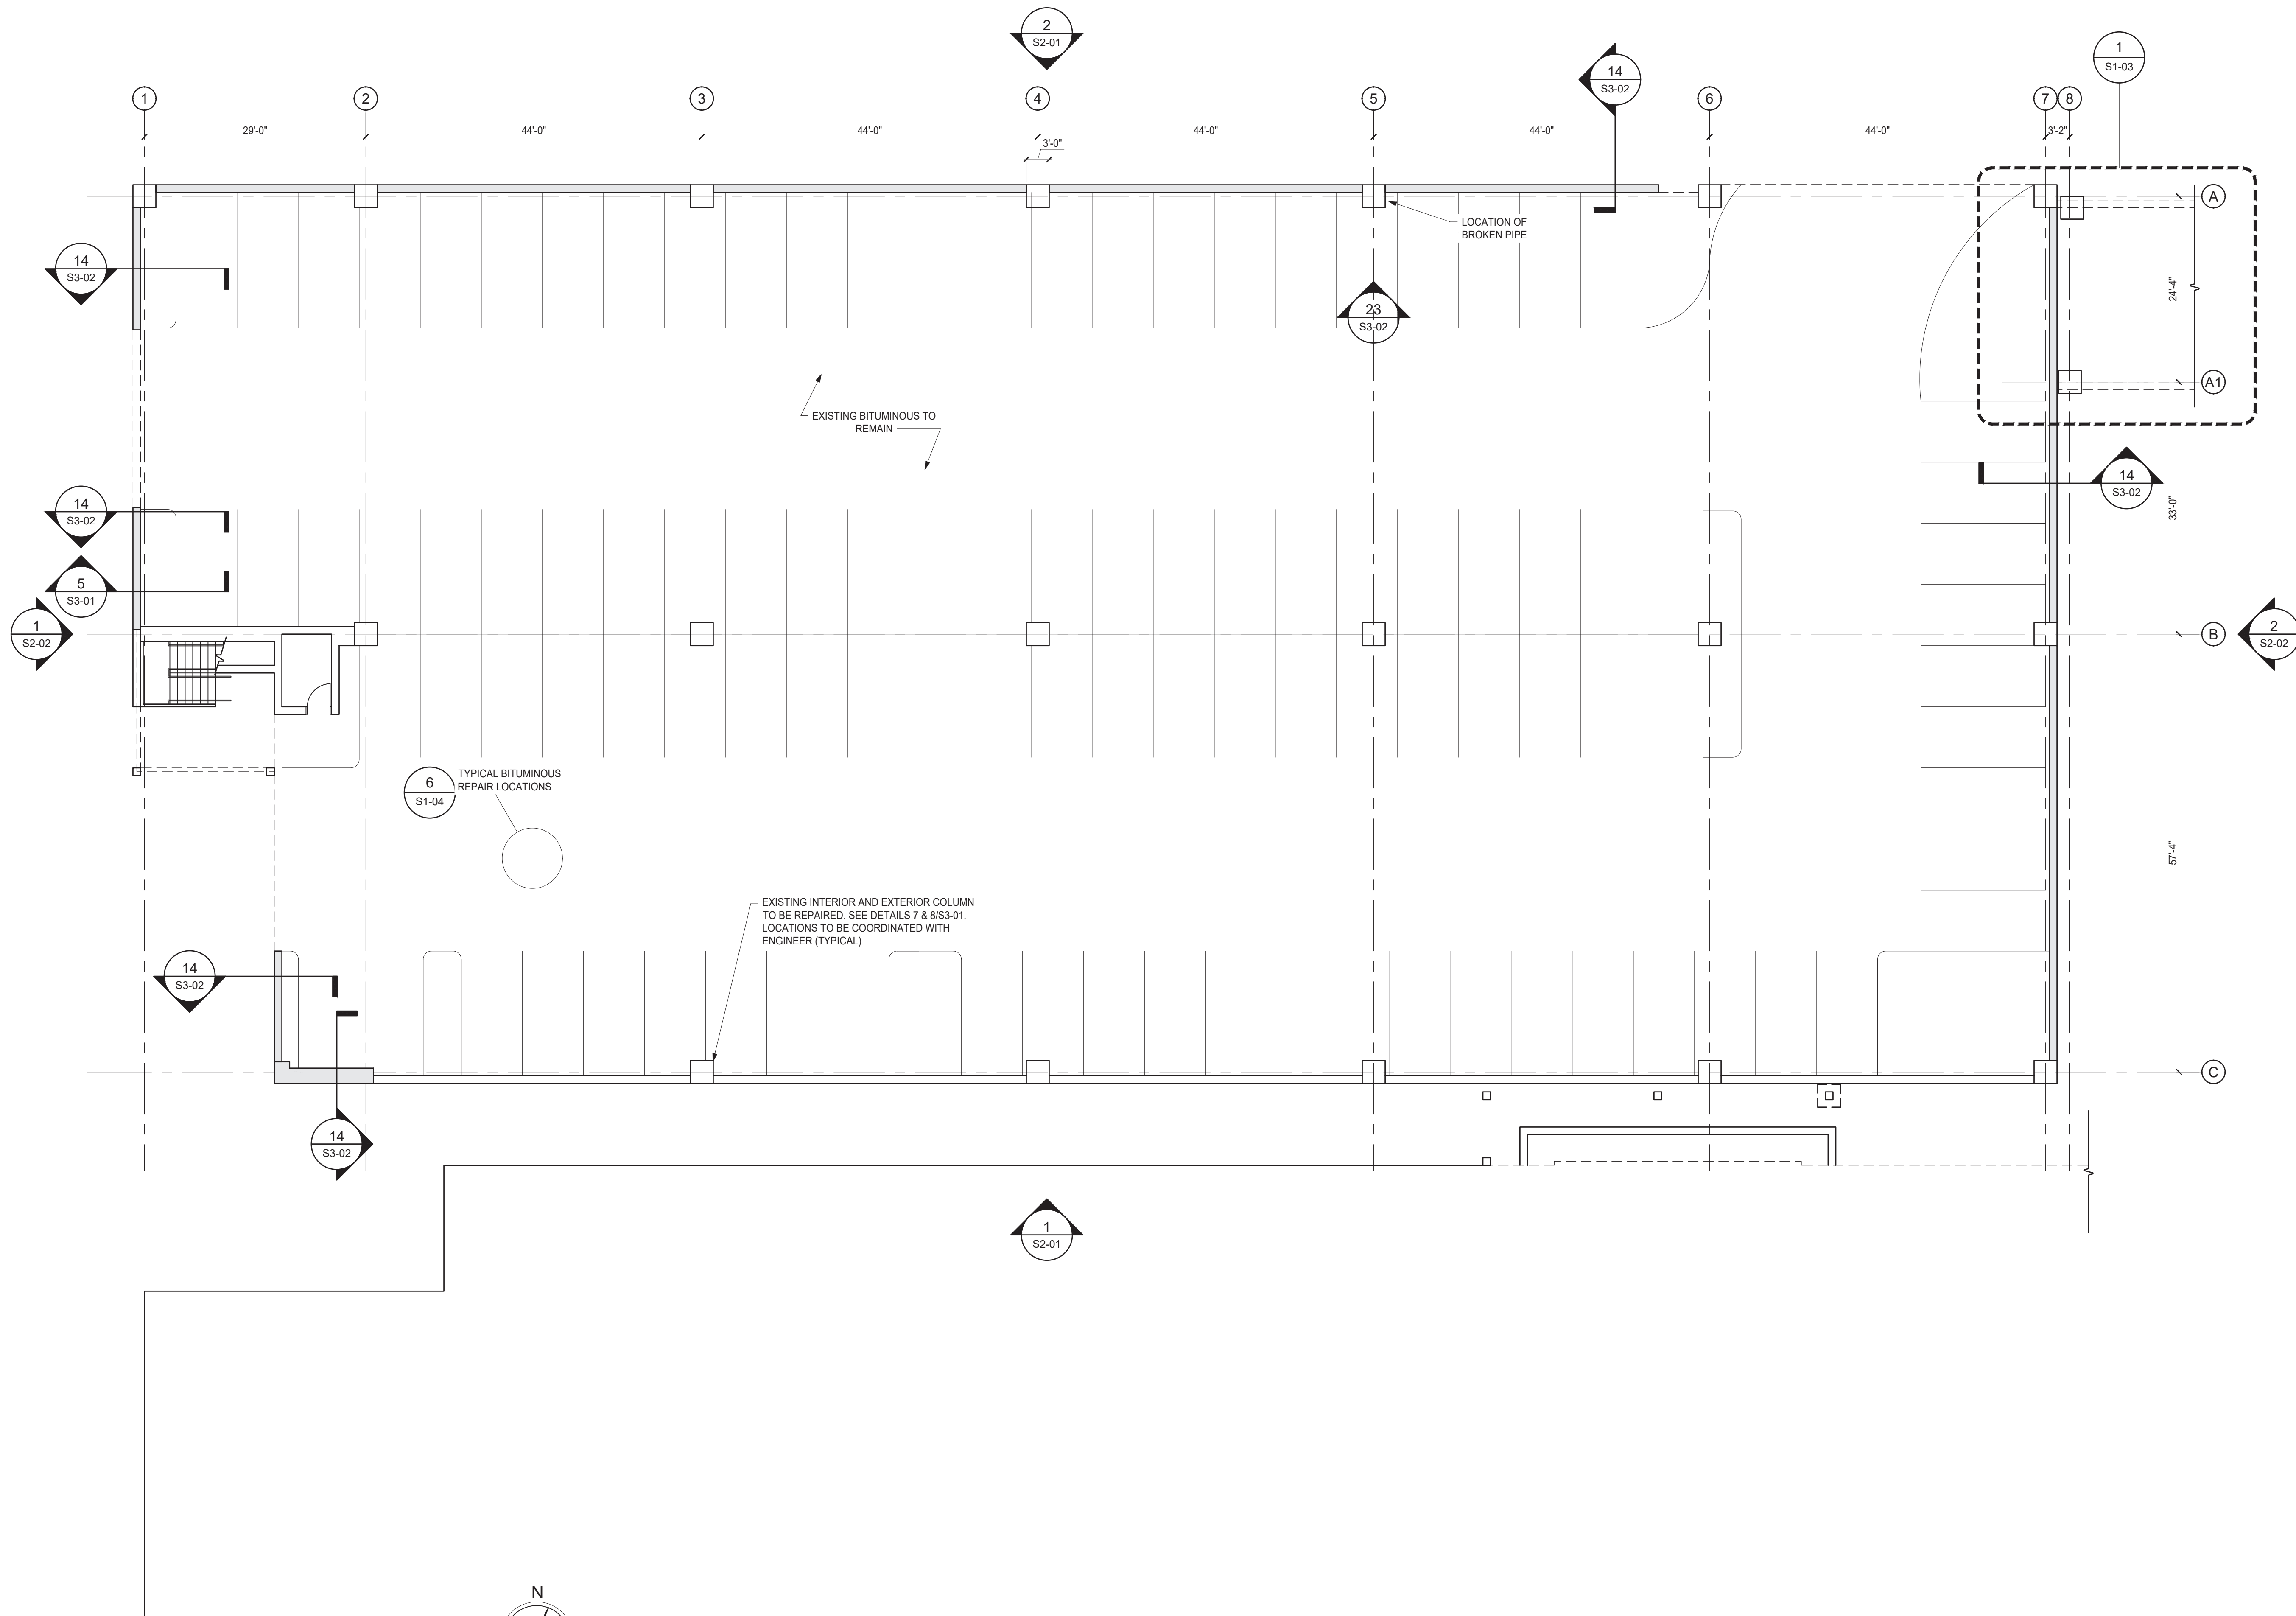 2
S2-01
14
S3-02
1
S1-03
1
2
3
4
5
6
7
8
29'-0"
44'-0"
44'-0"
44'-0"
44'-0"
44'-0"
3'-2"
3'-0"
A
LOCATION OF
BROKEN PIPE
14
S3-02
24'-4"
23
S3-02
A1
EXISTING BITUMINOUS TO
REMAIN
14
S3-02
14
S3-02
33'-0"
5
S3-01
1
S2-02
B
2
S2-02
6
S1-04
TYPICAL BITUMINOUS
REPAIR LOCATIONS
57'-4"
EXISTING INTERIOR AND EXTERIOR COLUMN
TO BE REPAIRED. SEE DETAILS 7 & 8/S3-01.
LOCATIONS TO BE COORDINATED WITH
ENGINEER (TYPICAL)
14
S3-02
C
14
S3-02
1
S2-01
N